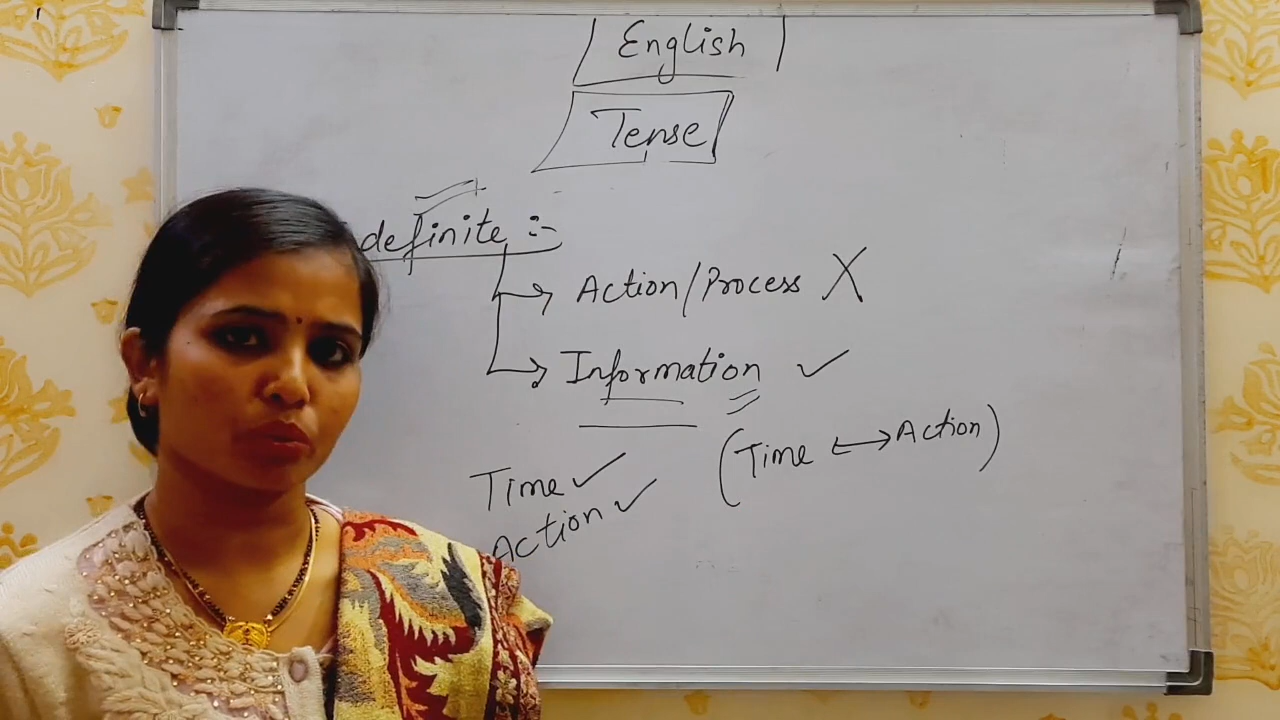 English
Tense
definite :-
→ Action/Process X
→ Information ✓
(Time ↔ Action)
Time ✓
Action ✓